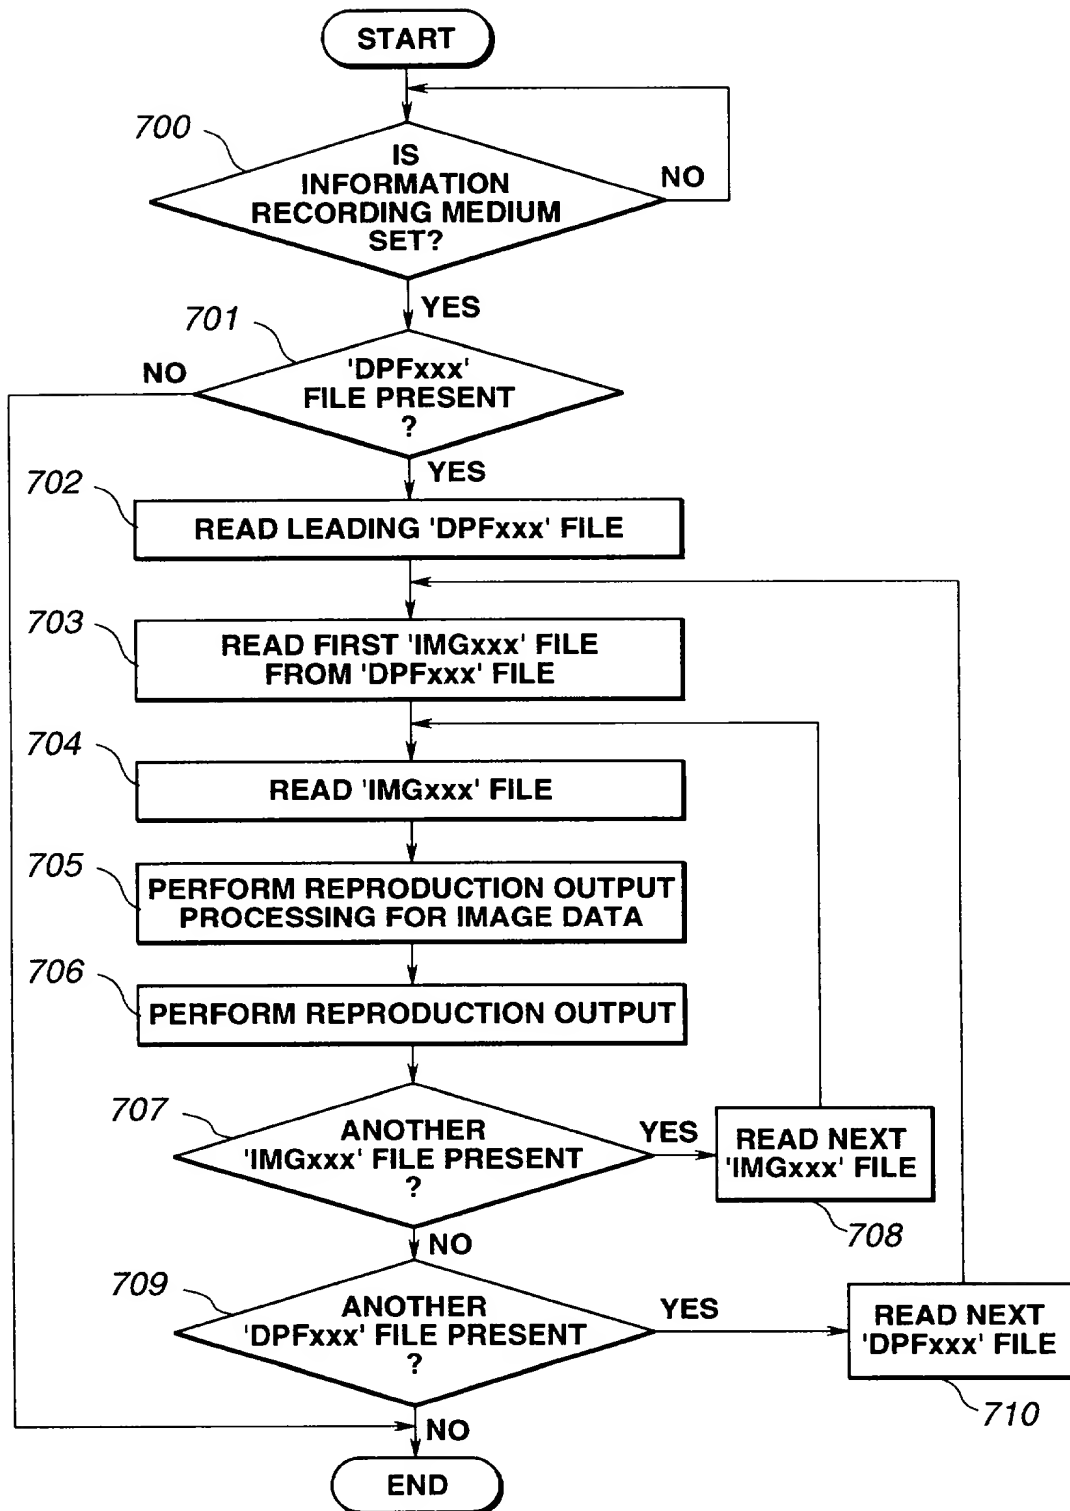 START
700
IS
INFORMATION
RECORDING MEDIUM
SET?
NO
YES
701
'DPFxxx'
FILE PRESENT
?
NO
YES
702
READ LEADING 'DPFxxx' FILE
703
READ FIRST 'IMGxxx' FILE
FROM 'DPFxxx' FILE
704
READ 'IMGxxx' FILE
705
PERFORM REPRODUCTION OUTPUT
PROCESSING FOR IMAGE DATA
706
PERFORM REPRODUCTION OUTPUT
707
ANOTHER
'IMGxxx' FILE PRESENT
?
YES
READ NEXT
'IMGxxx' FILE
708
NO
709
ANOTHER
'DPFxxx' FILE PRESENT
?
YES
READ NEXT
'DPFxxx' FILE
710
NO
END